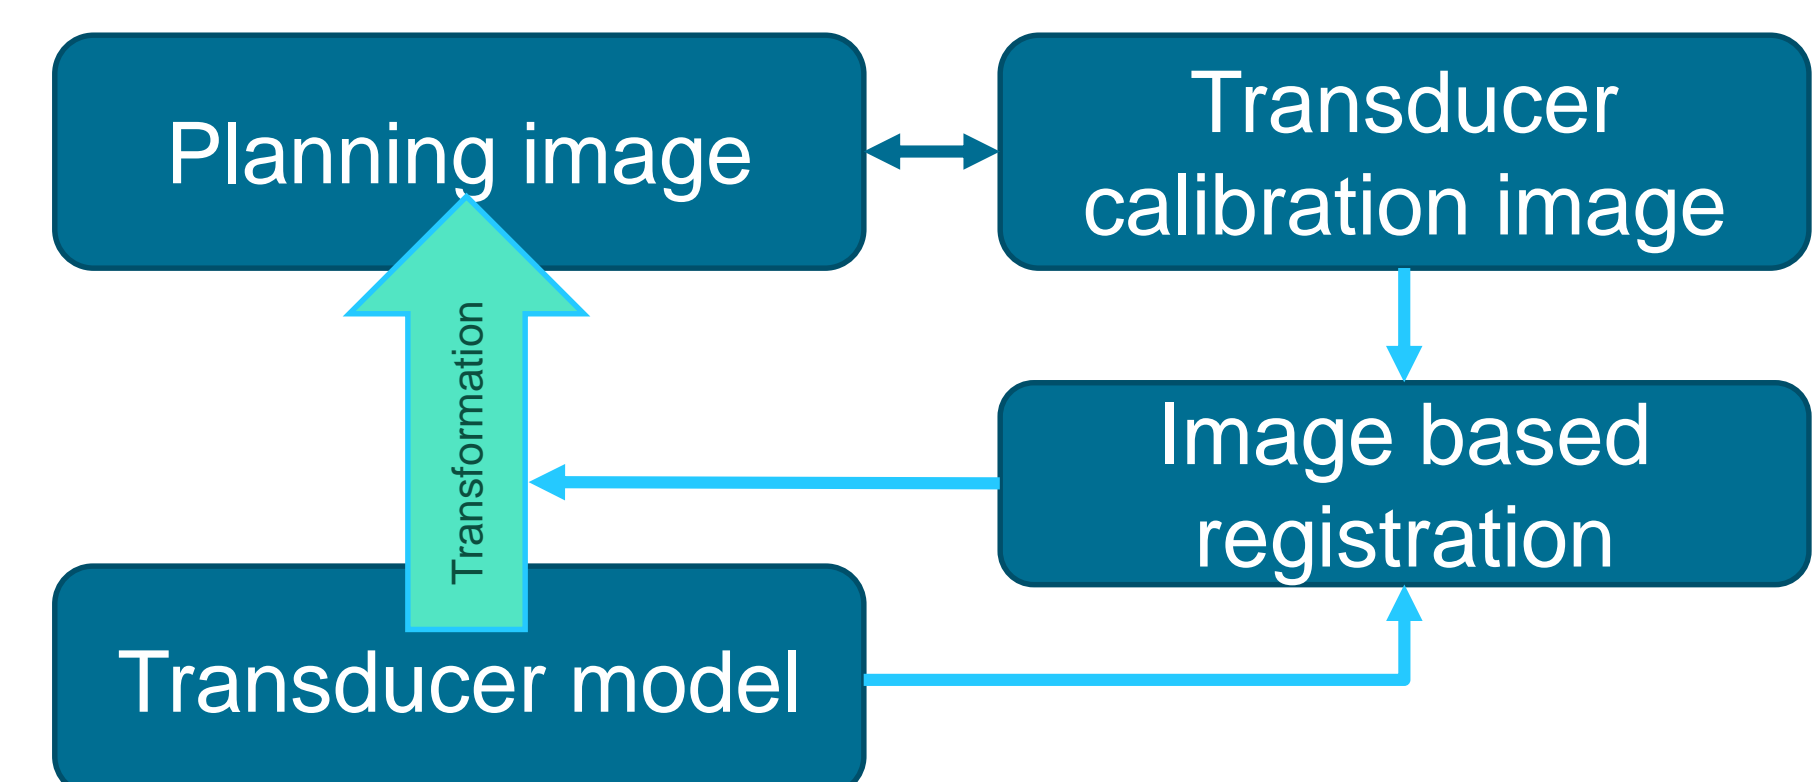 Planning image
Transducer
calibration image
Transformation
Image based
registration
Transducer model